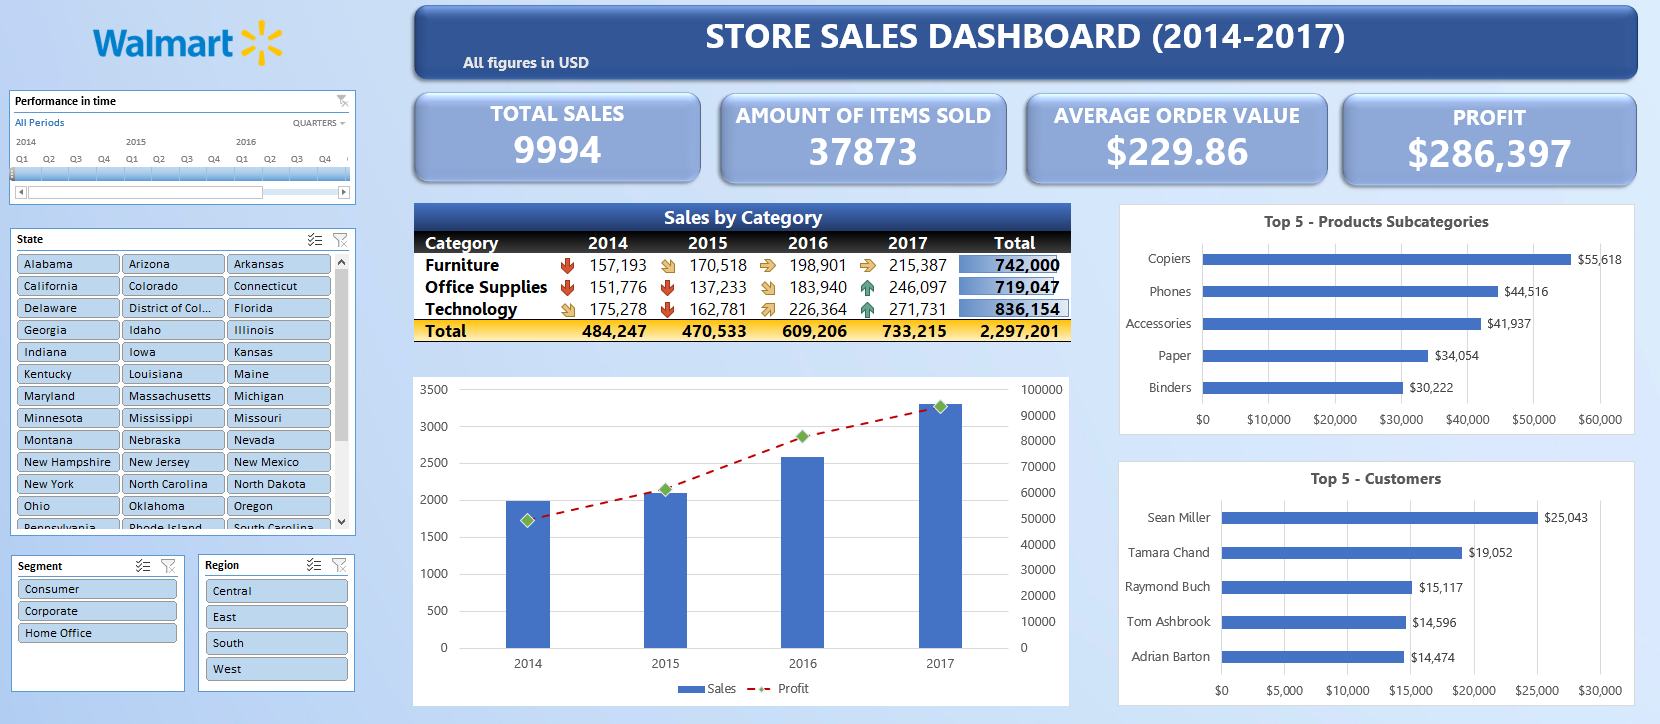 Walmart
STORE SALES DASHBOARD (2014-2017)
All figures in USD
Performance in time
All Periods
QUARTERS
2014 2015 2016
Q1 Q2 Q3 Q4 Q1 Q2 Q3 Q4 Q1 Q2 Q3 Q4
State
Alabama Arizona Arkansas
California Colorado Connecticut
Delaware District of Col... Florida
Georgia Idaho Illinois
Indiana Iowa Kansas
Kentucky Louisiana Maine
Maryland Massachusetts Michigan
Minnesota Mississippi Missouri
Montana Nebraska Nevada
New Hampshire New Jersey New Mexico
New York North Carolina North Dakota
Ohio Oklahoma Oregon
Pennsylvania Rhode Island South Carolina
Segment
Consumer
Corporate
Home Office
Region
Central
East
South
West
TOTAL SALES
9994
AMOUNT OF ITEMS SOLD
37873
AVERAGE ORDER VALUE
$229.86
PROFIT
$286,397
Sales by Category
Category 2014 2015 2016 2017 Total
Furniture 157,193 170,518 198,901 215,387 742,000
Office Supplies 151,776 137,233 183,940 246,097 719,047
Technology 175,278 162,781 226,364 271,731 836,154
Total 484,247 470,533 609,206 733,215 2,297,201
3500 100000
3000 90000
2500 80000
2000 70000
1500 60000
1000 50000
500 40000
0 30000
20000
10000
0
2014 2015 2016 2017
Sales Profit
Top 5 - Products Subcategories
Copiers $55,618
Phones $44,516
Accessories $41,937
Paper $34,054
Binders $30,222
$0 $10,000 $20,000 $30,000 $40,000 $50,000 $60,000
Top 5 - Customers
Sean Miller $25,043
Tamara Chand $19,052
Raymond Buch $15,117
Tom Ashbrook $14,596
Adrian Barton $14,474
$0 $5,000 $10,000 $15,000 $20,000 $25,000 $30,000